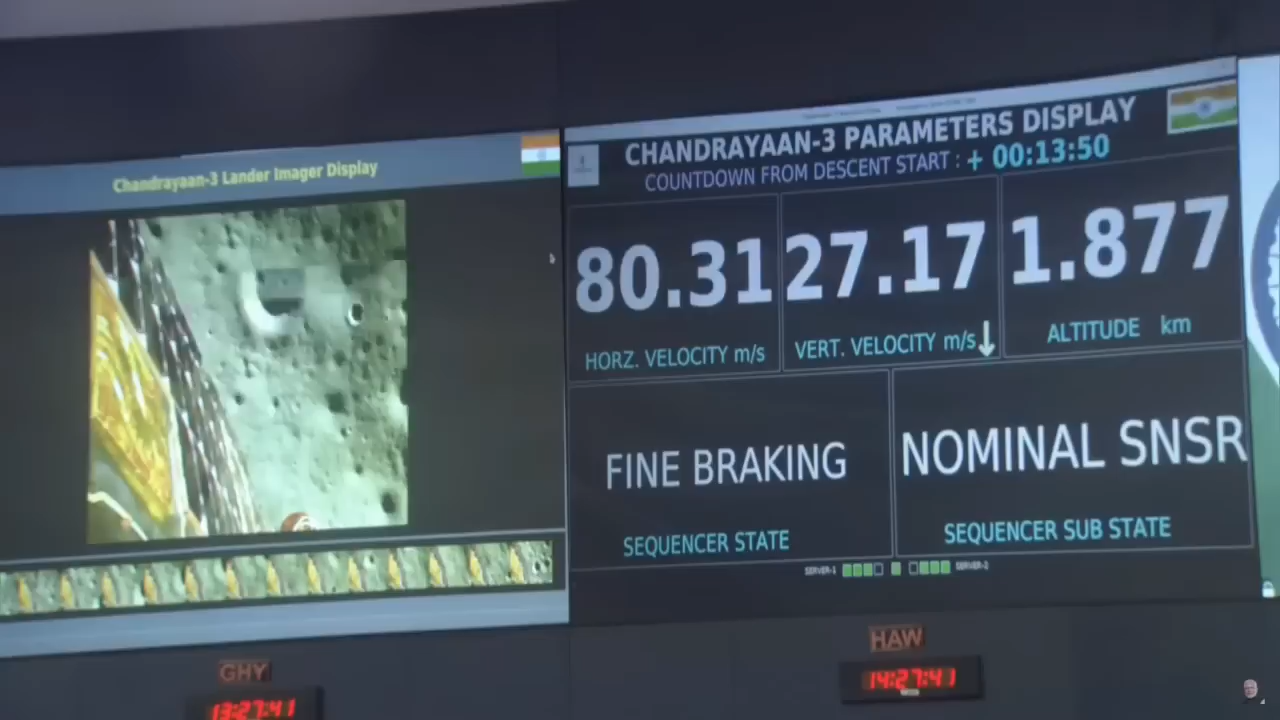 Chandrayaan-3 Lander Imager Display
CHANDRAYAAN-3 PARAMETERS DISPLAY
COUNTDOWN FROM DESCENT START : + 00:13:50
80.31 27.17 1.877
HORZ. VELOCITY m/s VERT. VELOCITY m/s↓ ALTITUDE km
FINE BRAKING NOMINAL SNSR
SEQUENCER STATE SEQUENCER SUB STATE
SERVER-1 SERVER-2
GHY HAW
13:27:41 14:27:41